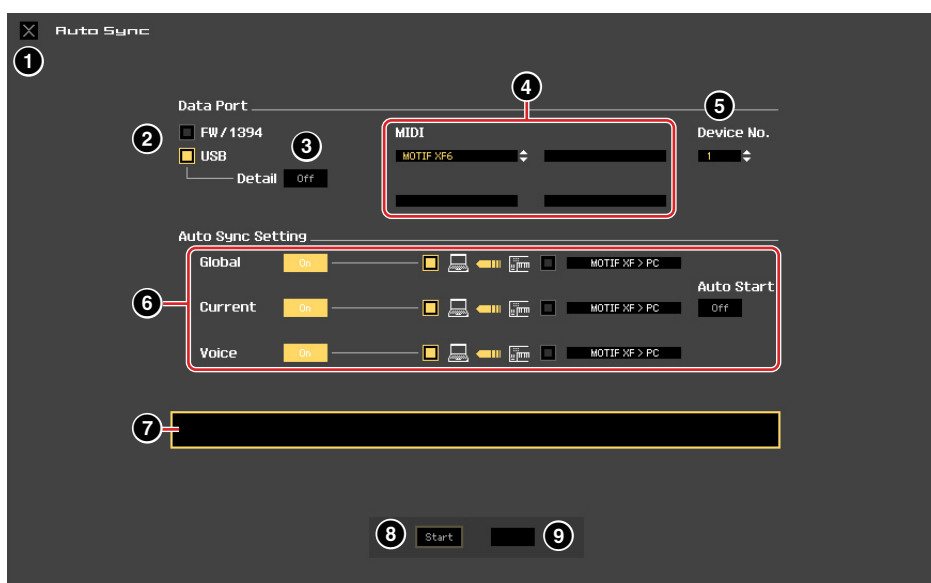 Auto Sync
1
4
5
Data Port
2
FW/1394
3
MIDI
Device No.
USB
MOTIF XF6
1
Detail
Off
Auto Sync Setting
Global
On
MOTIF XF > PC
Auto Start
6
Current
On
MOTIF XF > PC
Off
Voice
On
MOTIF XF > PC
7
8
Start
9